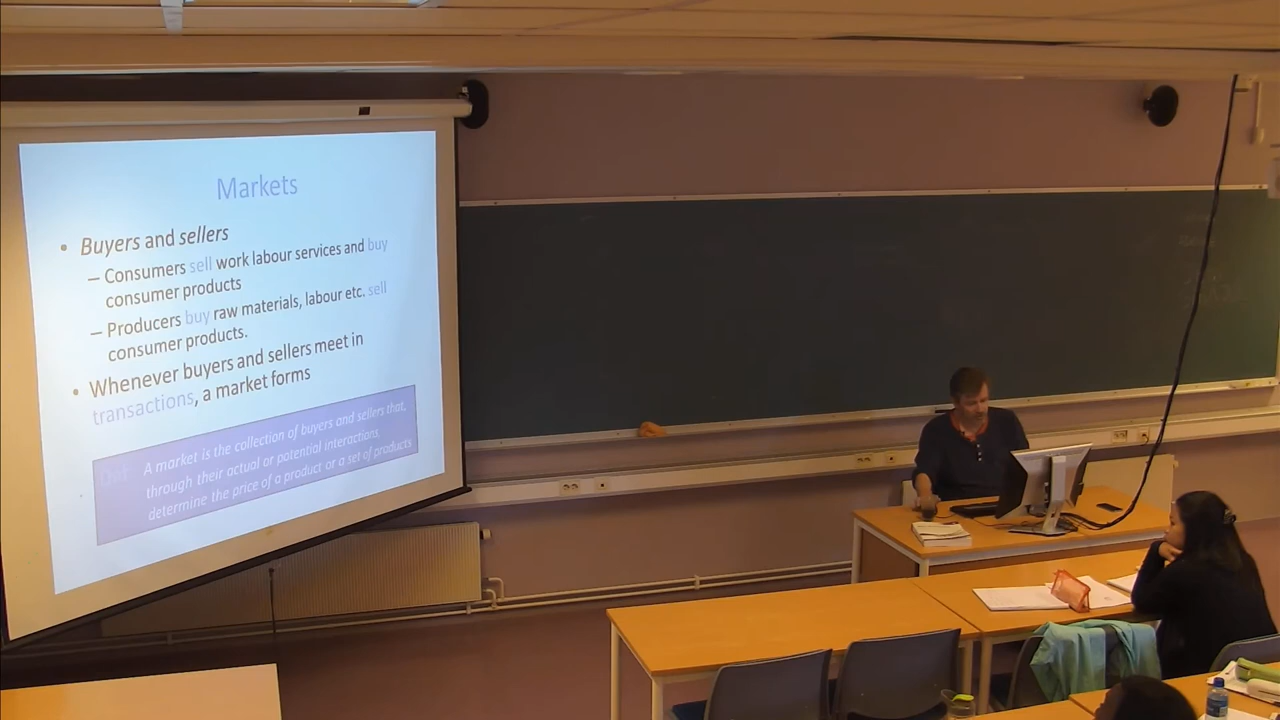 Markets
• Buyers and sellers
– Consumers sell work labour services and buy
consumer products
– Producers buy raw materials, labour etc. sell
consumer products.
• Whenever buyers and sellers meet in
transactions, a market forms
A market is the collection of buyers and sellers that,
through their actual or potential interactions
determine the price of a product or a set of products